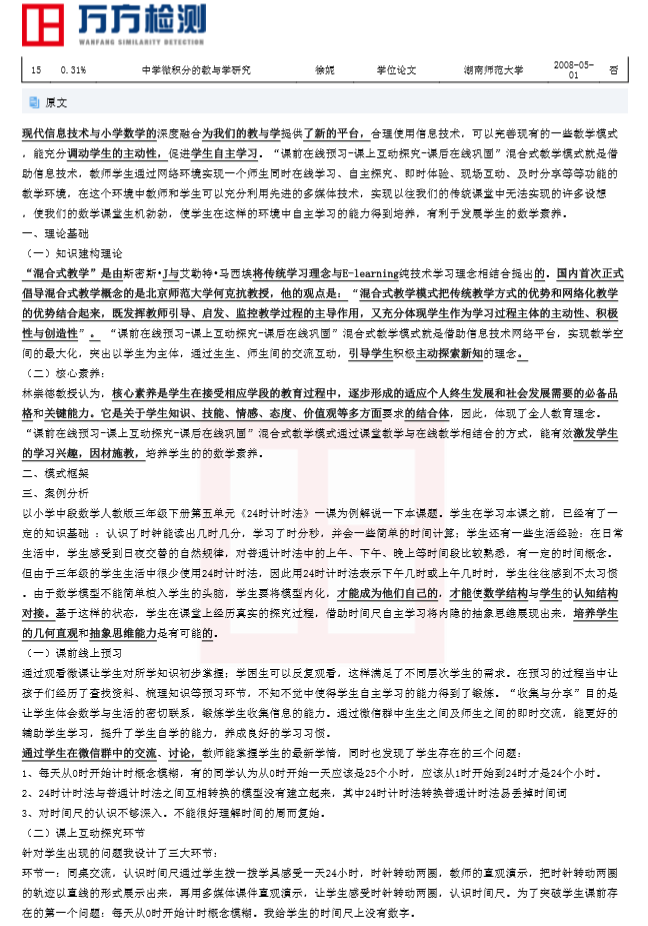 万方检测
WANFANG SIMILARITY DETECTION
15 0.31% 中学微积分的教与学研究 徐妮 学位论文 湖南师范大学 2008-05-01 否
原文
现代信息技术与小学数学的深度融合为我们的教与学提供了新的平台，合理使用信息技术，可以完善现有的一些教学模式
，能充分调动学生的主动性，促进学生自主学习。“课前在线预习-课上互动探究-课后在线巩固”混合式教学模式就是借
助信息技术，教师学生通过网络环境实现一个师生同时在线学习、自主探究、即时体验、现场互动、及时分享等等功能的
教学环境，在这个环境中教师和学生可以充分利用先进的多媒体技术，实现以往我们的传统课堂中无法实现的许多设想
，使我们的数学课堂生机勃勃，使学生在这样的环境中自主学习的能力得到培养，有利于发展学生的数学素养。
一、理论基础
（一）知识建构理论
“混合式教学”是由斯密斯·J与艾勒特·马西埃将传统学习理念与E-learning纯技术学习理念相结合提出的。国内首次正式
倡导混合式教学概念的是北京师范大学何克抗教授，他的观点是：“混合式教学模式把传统教学方式的优势和网络化教学
的优势结合起来，既发挥教师引导、启发、监控教学过程的主导作用，又充分体现学生作为学习过程主体的主动性、积极
性与创造性”。 “课前在线预习-课上互动探究-课后在线巩固”混合式教学模式就是借助信息技术网络平台，实现教学空
间的最大化，突出以学生为主体，通过生生、师生间的交流互动，引导学生积极主动探索新知的理念。
（二）核心素养：
林崇德教授认为，核心素养是学生在接受相应学段的教育过程中，逐步形成的适应个人终生发展和社会发展需要的必备品
格和关键能力。它是关于学生知识、技能、情感、态度、价值观等多方面要求的结合体，因此，体现了全人教育理念。
“课前在线预习-课上互动探究-课后在线巩固”混合式教学模式通过课堂教学与在线教学相结合的方式，能有效激发学生
的学习兴趣，因材施教，培养学生的的数学素养。
二、模式框架
三、案例分析
以小学中段数学人教版三年级下册第五单元《24时计时法》一课为例解说一下本课题。学生在学习本课之前，已经有了一
定的知识基础 ：认识了时钟能读出几时几分，学习了时分秒，并会一些简单的时间计算；学生还有一些生活经验：在日常
生活中，学生感受到日夜交替的自然规律，对普通计时法中的上午、下午、晚上等时间段比较熟悉，有一定的时间概念。
但由于三年级的学生生活中很少使用24时计时法，因此用24时计时法表示下午几时或上午几时时，学生往往感到不太习惯
。由于数学模型不能简单植入学生的头脑，学生要将模型内化，才能成为他们自己的，才能使数学结构与学生的认知结构
对接。基于这样的状态，学生在课堂上经历真实的探究过程，借助时间尺自主学习将内隐的抽象思维展现出来，培养学生
的几何直观和抽象思维能力是有可能的。
（一）课前线上预习
通过观看微课让学生对所学知识初步掌握；学困生可以反复观看，这样满足了不同层次学生的需求。在预习的过程当中让
孩子们经历了查找资料、梳理知识等预习环节，不知不觉中使得学生自主学习的能力得到了锻炼。“收集与分享”目的是
让学生体会数学与生活的密切联系，锻炼学生收集信息的能力。通过微信群中生生之间及师生之间的即时交流，能更好的
辅助学生学习，提升了学生自学的能力，养成良好的学习习惯。
通过学生在微信群中的交流、讨论，教师能掌握学生的最新学情，同时也发现了学生存在的三个问题：
1、每天从0时开始计时概念模糊，有的同学认为从0时开始一天应该是25个小时，应该从1时开始到24时才是24个小时。
2、24时计时法与普通计时法之间互相转换的模型没有建立起来，其中24时计时法转换普通计时法易丢掉时间词
3、对时间尺的认识不够深入。不能很好理解时间的周而复始。
（二）课上互动探究环节
针对学生出现的问题我设计了三大环节：
环节一：同桌交流，认识时间尺通过学生拨一拨学具感受一天24小时，时针转动两圈，教师的直观演示，把时针转动两圈
的轨迹以直线的形式展示出来，再用多媒体课件直观演示，让学生感受时针转动两圈，认识时间尺。为了突破学生课前存
在的第一个问题：每天从0时开始计时概念模糊。我给学生的时间尺上没有数字。